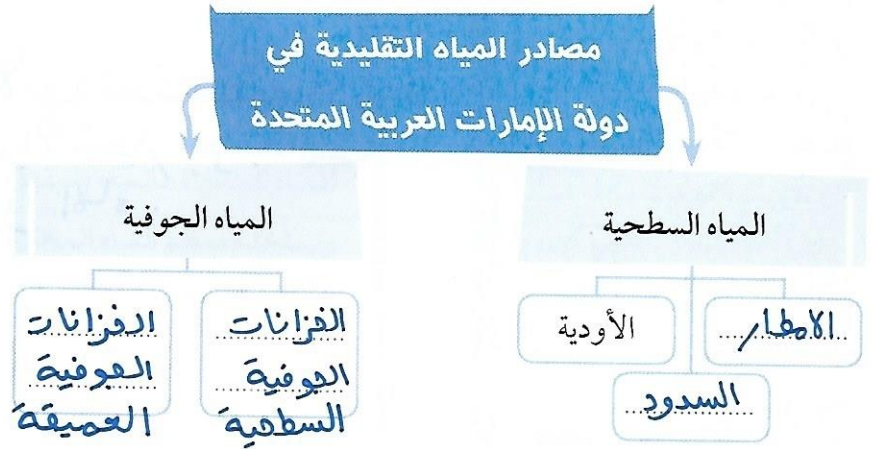 مصادر المياه التقليدية في
دولة الإمارات العربية المتحدة
المياه السطحية
الأمطار
الأودية
السدود
المياه الجوفية
الخزانات
الجوفية
السطحية
الخزانات
الجوفية
العميقة